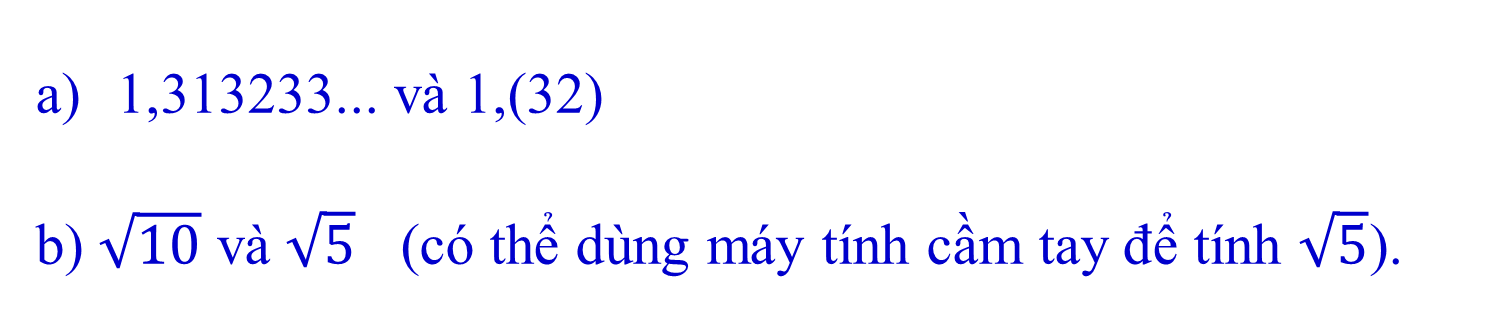 a) 1,313233... và 1,(32)
b) √10 và √5 (có thể dùng máy tính cầm tay để tính √5).